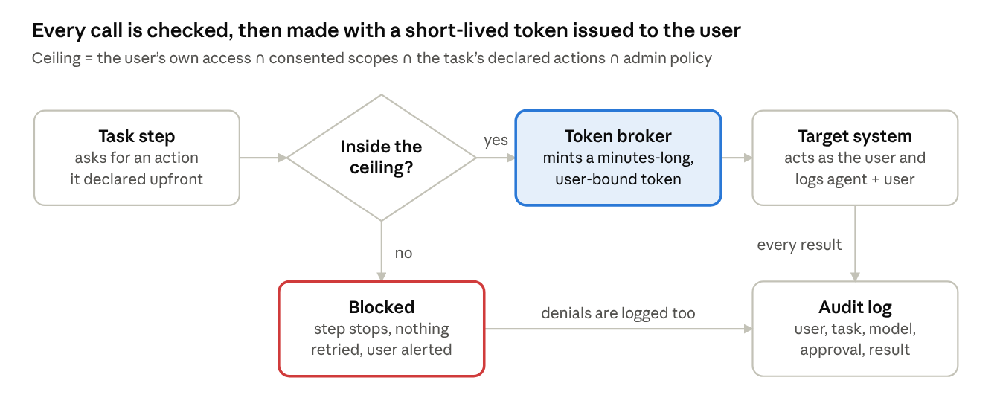 Every call is checked, then made with a short-lived token issued to the user
Ceiling = the user’s own access ∩ consented scopes ∩ the task’s declared actions ∩ admin policy
Task step
asks for an action
it declared upfront
Inside the
ceiling?
yes
Token broker
mints a minutes-long,
user-bound token
Target system
acts as the user and
logs agent + user
no
every result
Blocked
step stops, nothing
retried, user alerted
denials are logged too
Audit log
user, task, model,
approval, result